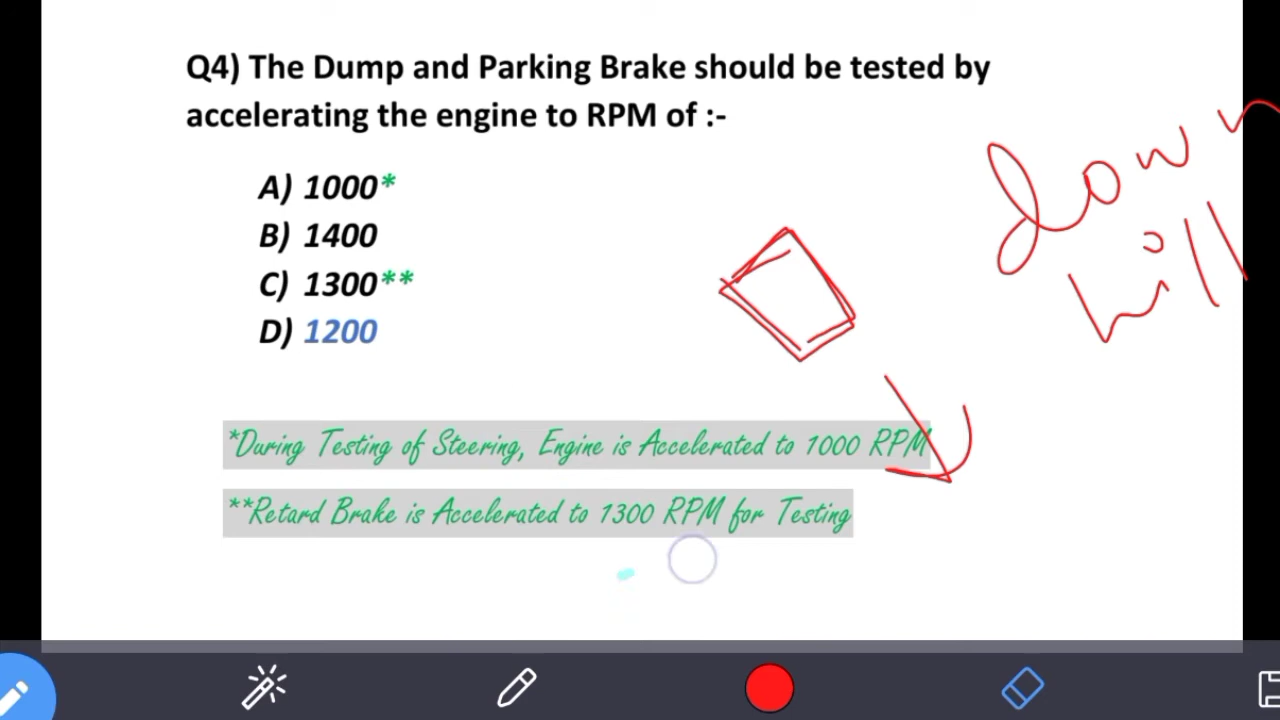 Q4) The Dump and Parking Brake should be tested by
accelerating the engine to RPM of :-
A) 1000*
B) 1400
C) 1300**
D) 1200
down
hill
*During Testing of Steering, Engine is Accelerated to 1000 RPM
**Retard Brake is Accelerated to 1300 RPM for Testing